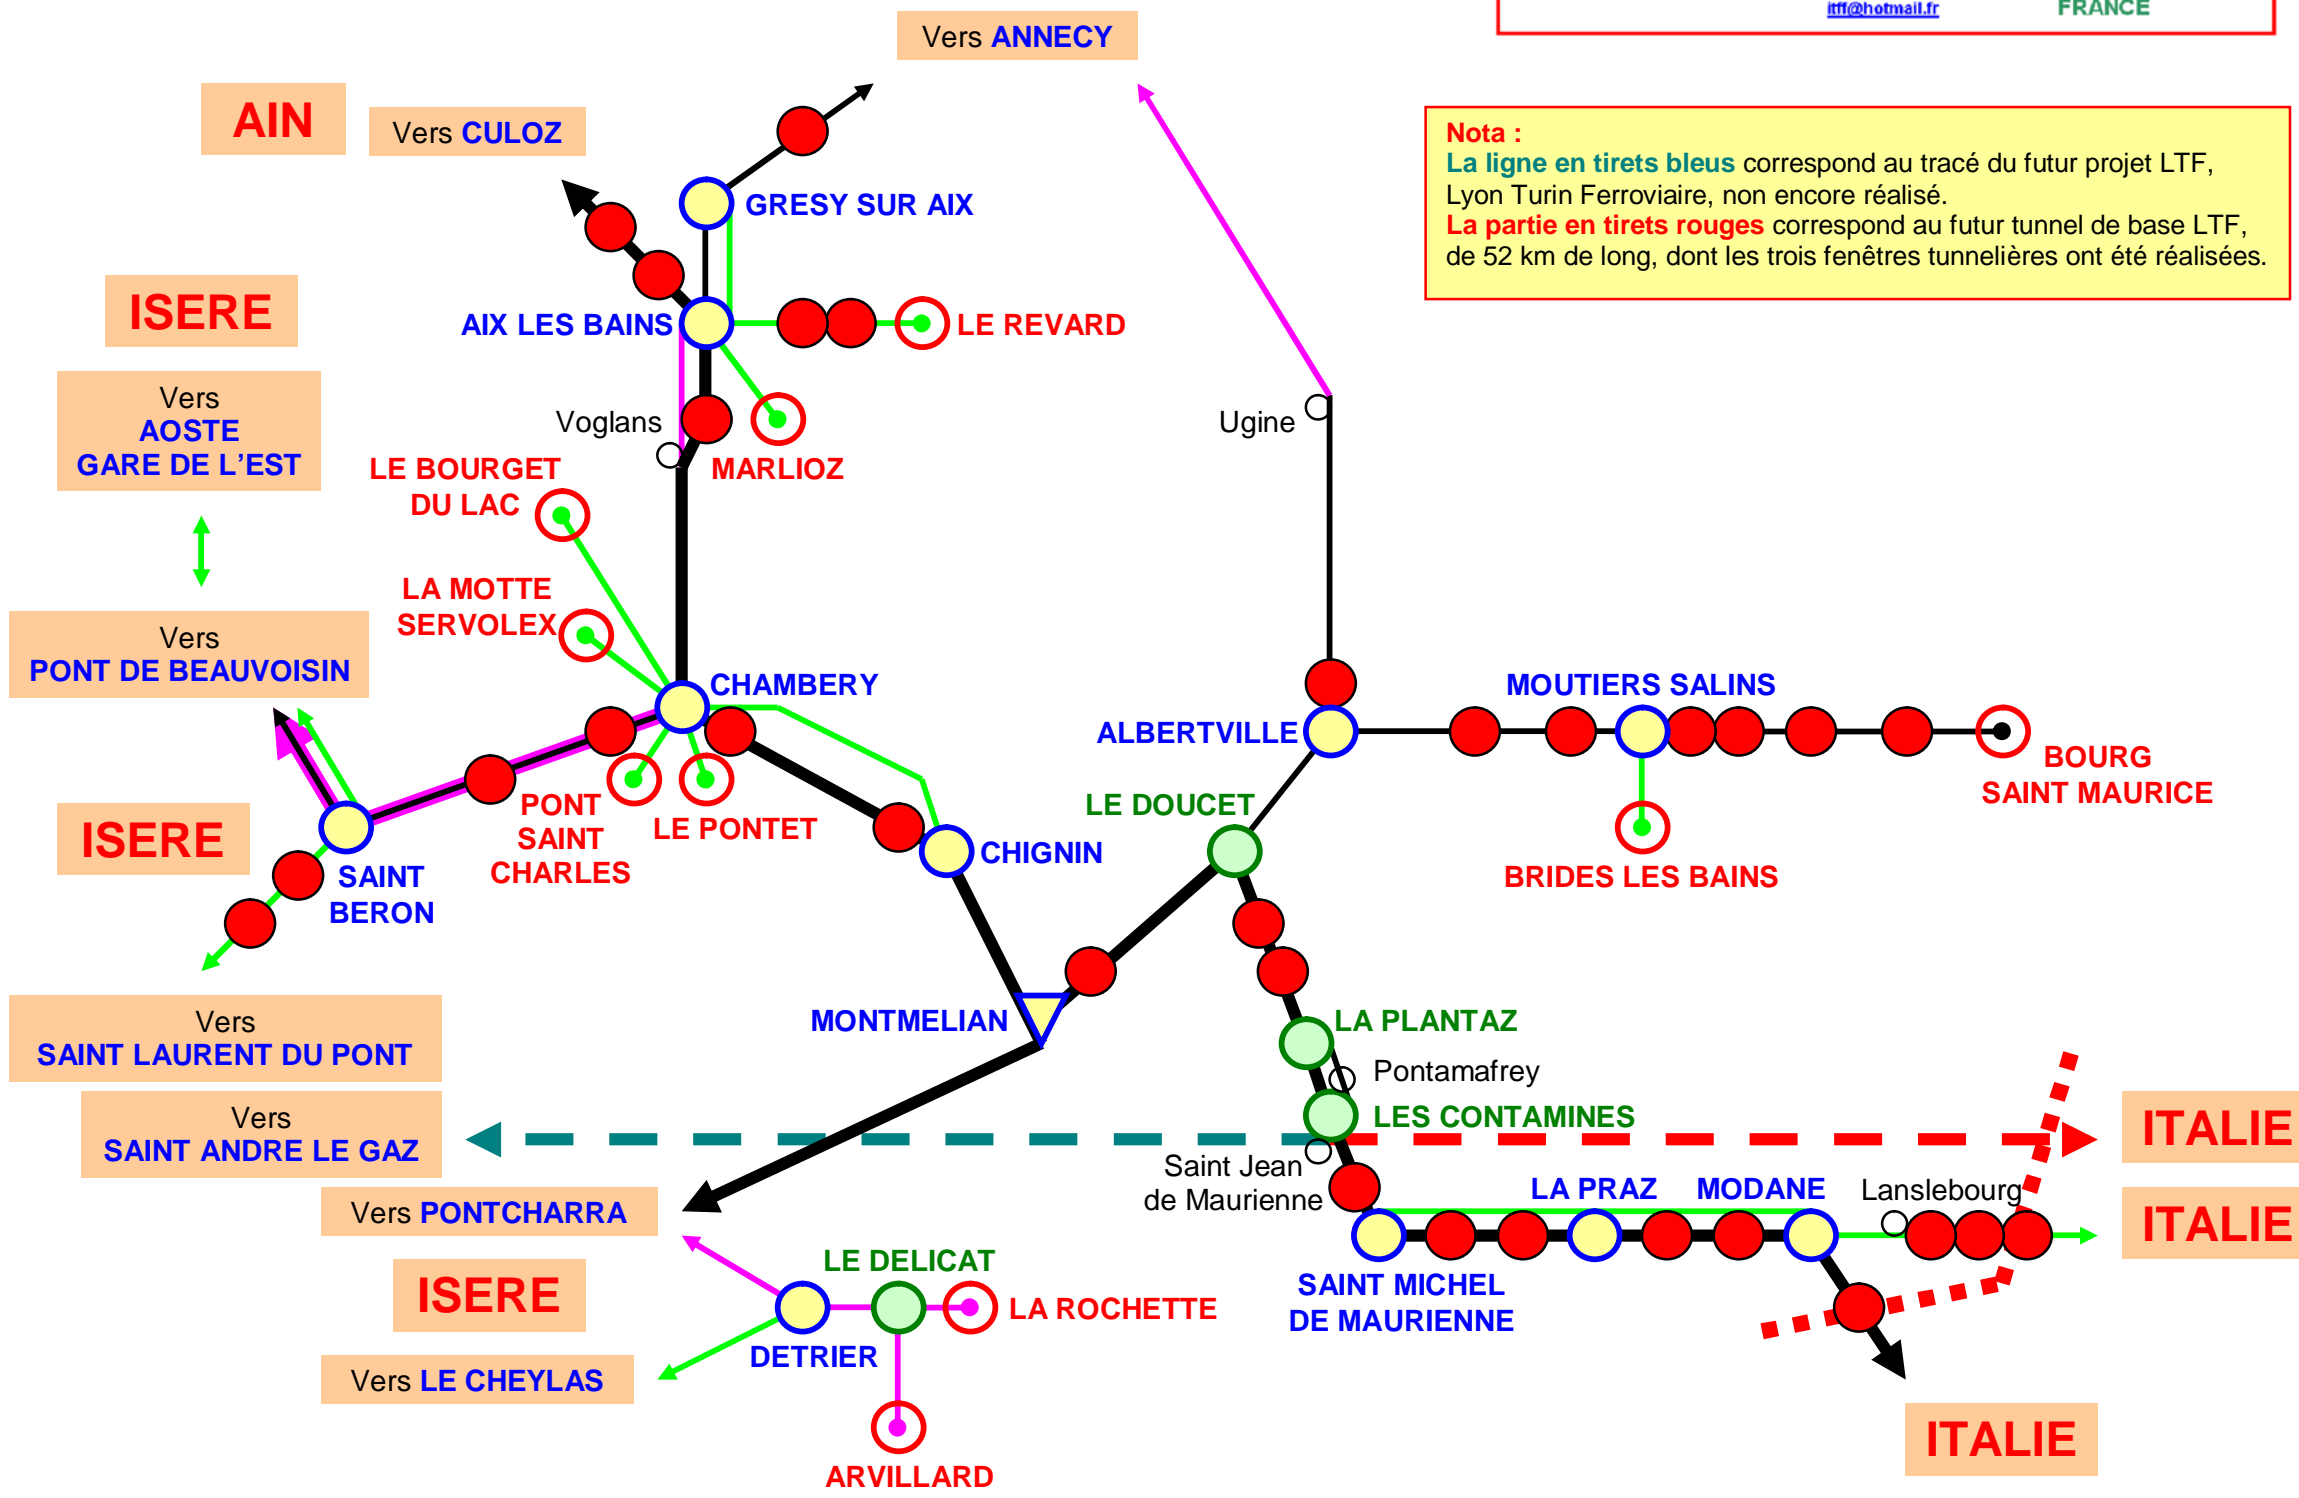 itff@hotmail.fr
FRANCE
Vers ANNECY
AIN
Vers CULOZ
Nota :
La ligne en tirets bleus correspond au tracé du futur projet LTF,
Lyon Turin Ferroviaire, non encore réalisé.
La partie en tirets rouges correspond au futur tunnel de base LTF,
de 52 km de long, dont les trois fenêtres tunnelières ont été réalisées.
GRESY SUR AIX
ISERE
AIX LES BAINS
LE REVARD
Vers
AOSTE
GARE DE L'EST
Voglans
Ugine
LE BOURGET
DU LAC
MARLIOZ
LA MOTTE
SERVOLEX
Vers
PONT DE BEAUVOISIN
CHAMBERY
MOUTIERS SALINS
ALBERTVILLE
BOURG
SAINT MAURICE
LE DOUCET
PONT
SAINT
CHARLES
LE PONTET
ISERE
CHIGNIN
BRIDES LES BAINS
SAINT
BERON
MONTMELIAN
LA PLANTAZ
Vers
SAINT LAURENT DU PONT
Pontamafrey
LES CONTAMINES
Vers
SAINT ANDRE LE GAZ
ITALIE
Saint Jean
de Maurienne
LA PRAZ
MODANE
Lanslebourg
Vers PONTCHARRA
ITALIE
LE DELICAT
ISERE
SAINT MICHEL
DE MAURIENNE
LA ROCHETTE
DETRIER
Vers LE CHEYLAS
ITALIE
ARVILLARD